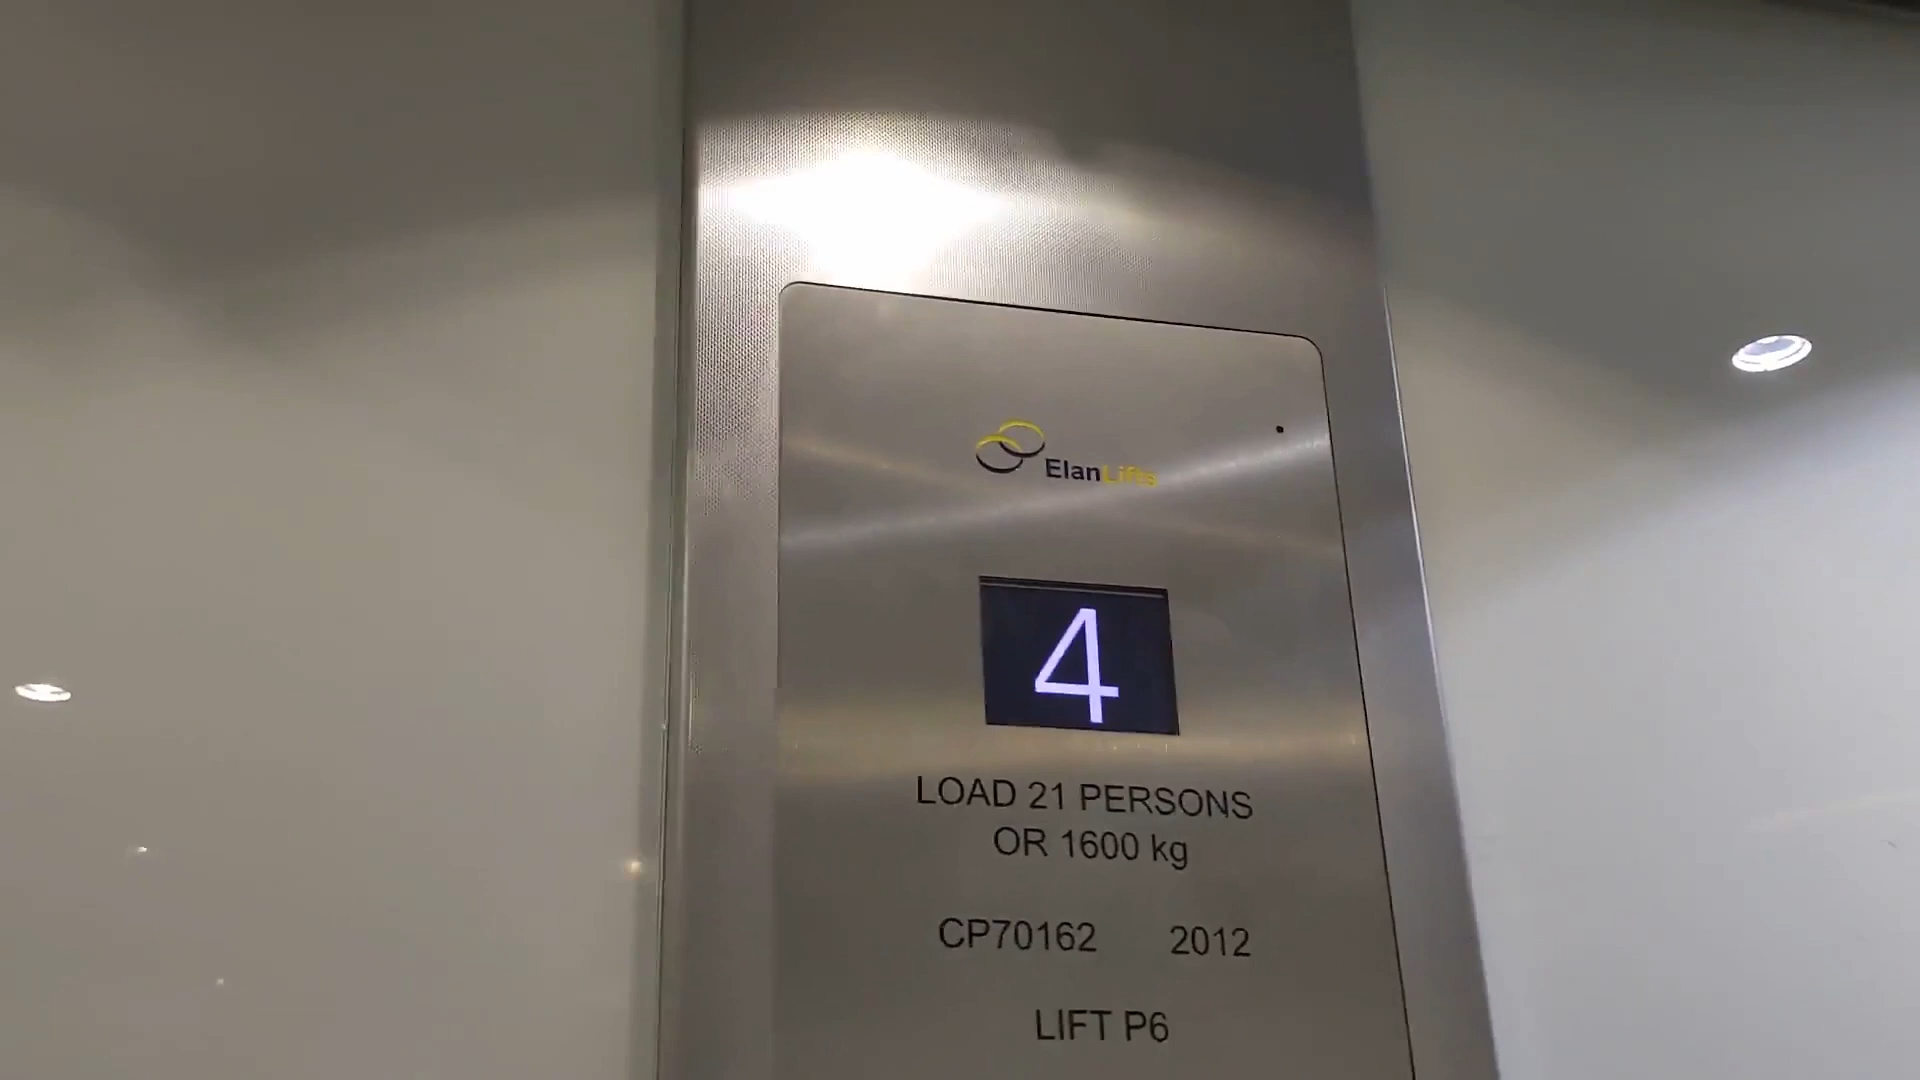 ElanLifts
4
LOAD 21 PERSONS
OR 1600 kg
CP70162 2012
LIFT P6